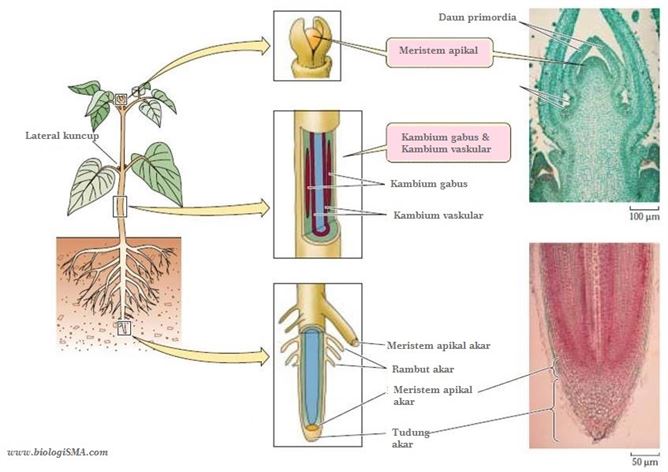 Daun primordia
Meristem apikal
Lateral kuncup
Kambium gabus &
Kambium vaskular
Kambium gabus
Kambium vaskular
100 µm
Meristem apikal akar
Rambut akar
Meristem apikal
akar
Tudung
akar
www.biologiSMA.com
50 µm